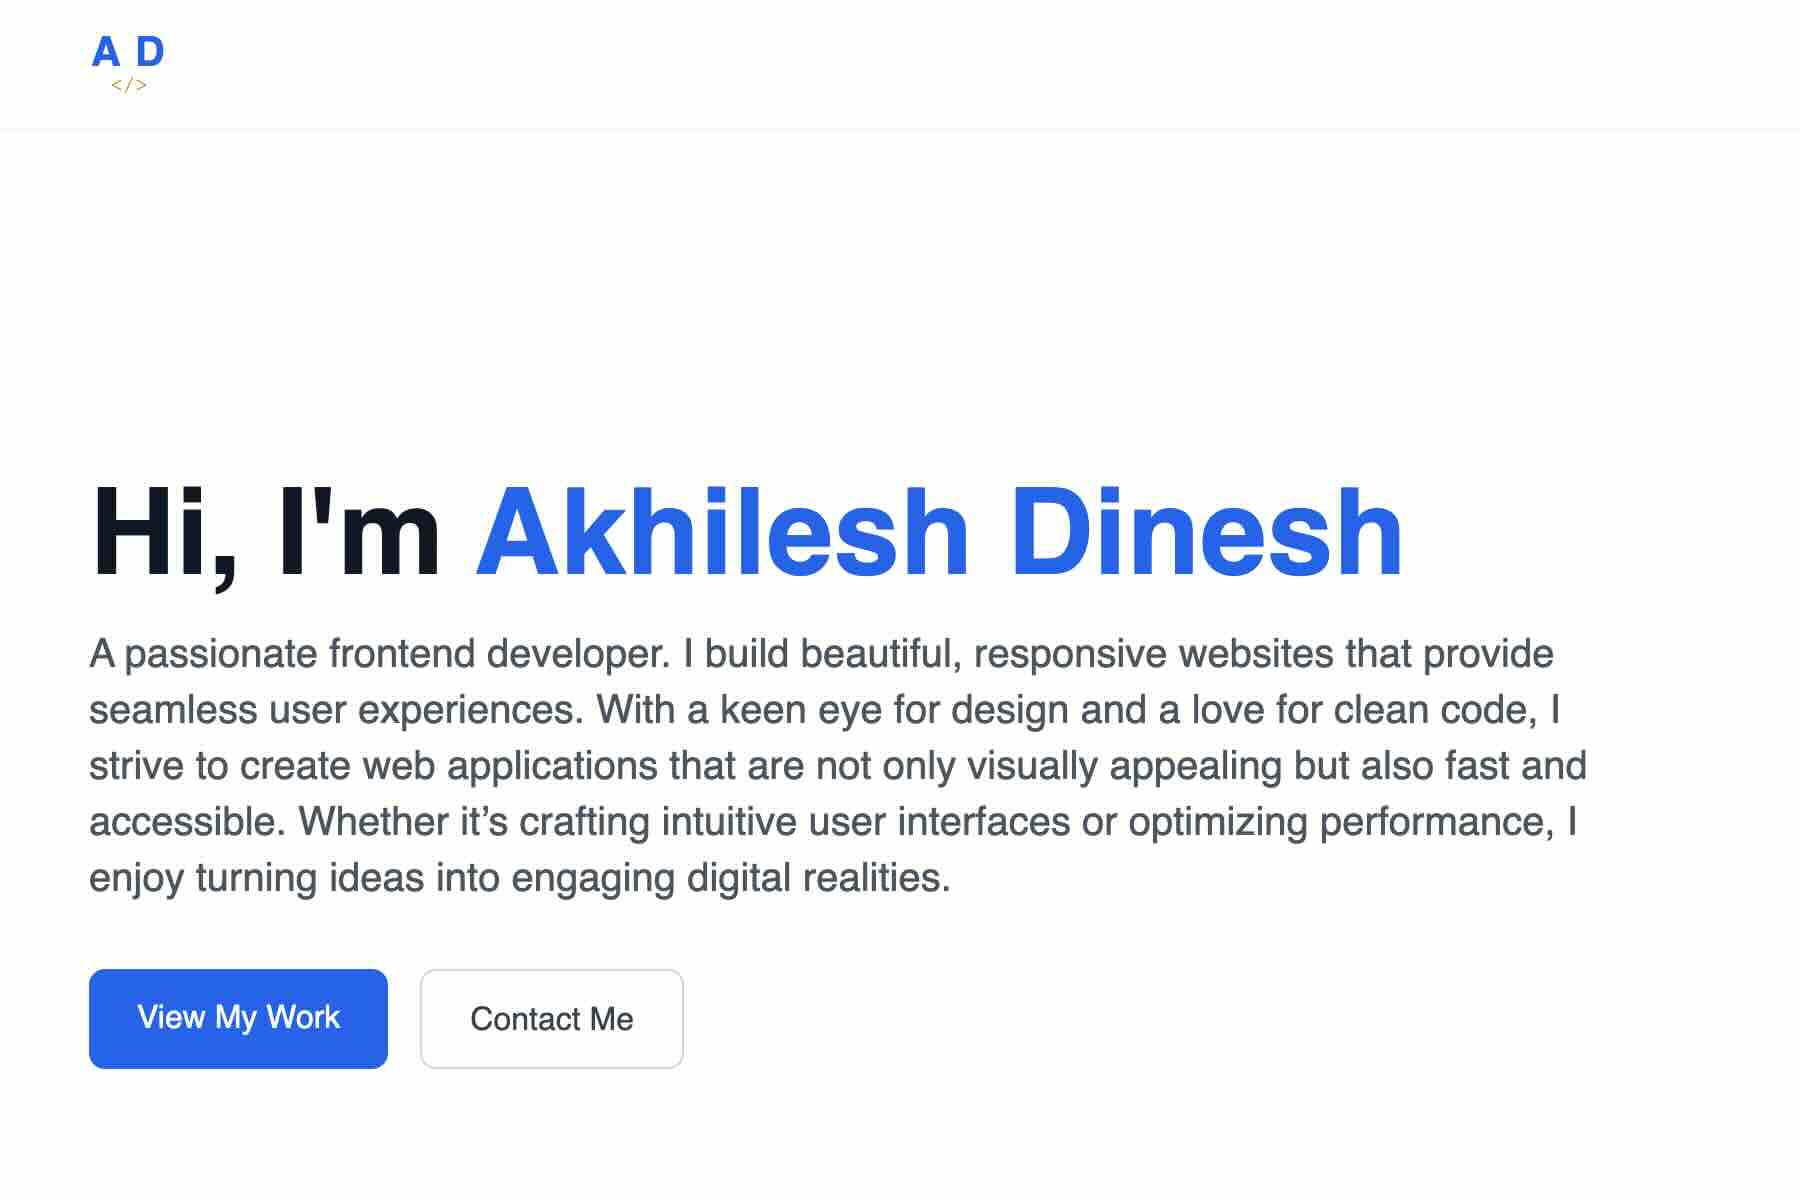 A D
</>
Hi, I'm Akhilesh Dinesh
A passionate frontend developer. I build beautiful, responsive websites that provide
seamless user experiences. With a keen eye for design and a love for clean code, I
strive to create web applications that are not only visually appealing but also fast and
accessible. Whether it’s crafting intuitive user interfaces or optimizing performance, I
enjoy turning ideas into engaging digital realities.
View My Work
Contact Me